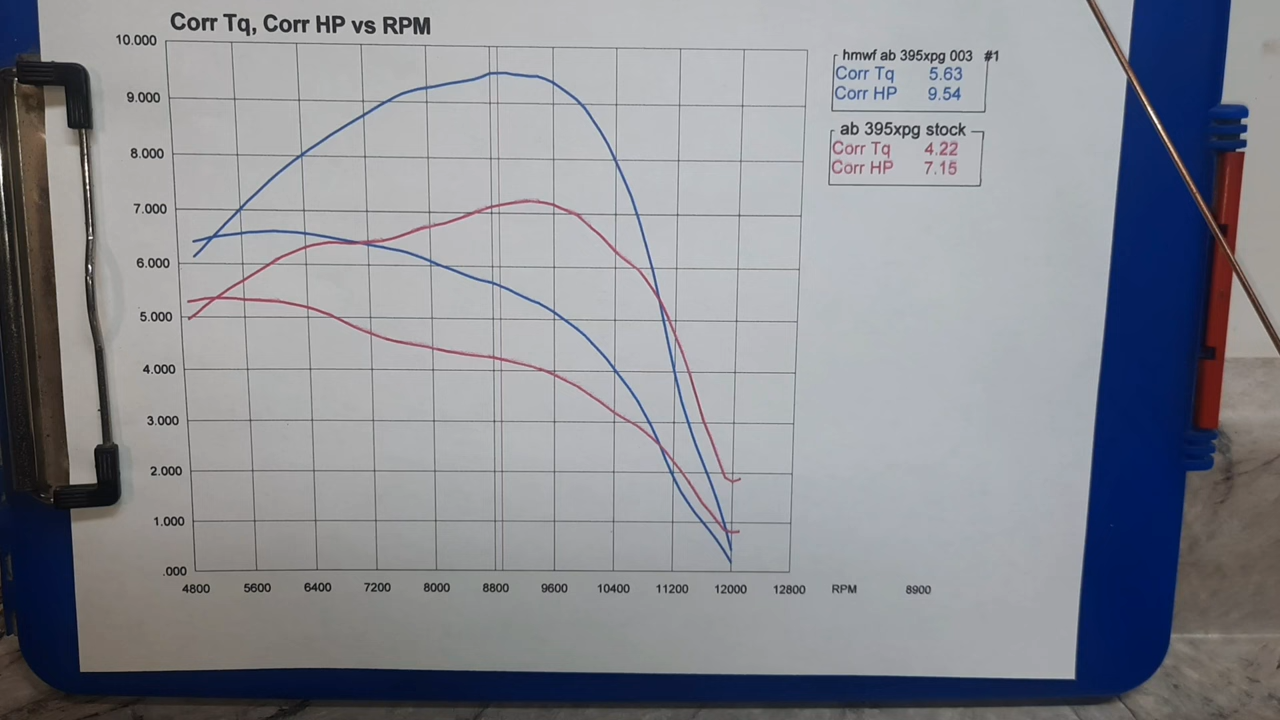 Corr Tq, Corr HP vs RPM
10.000
9.000
8.000
7.000
6.000
5.000
4.000
3.000
2.000
1.000
.000
4800 5600 6400 7200 8000 8800 9600 10400 11200 12000 12800 RPM 8900
hmwf ab 395xpg 003 #1
Corr Tq 5.63
Corr HP 9.54
ab 395xpg stock
Corr Tq 4.22
Corr HP 7.15